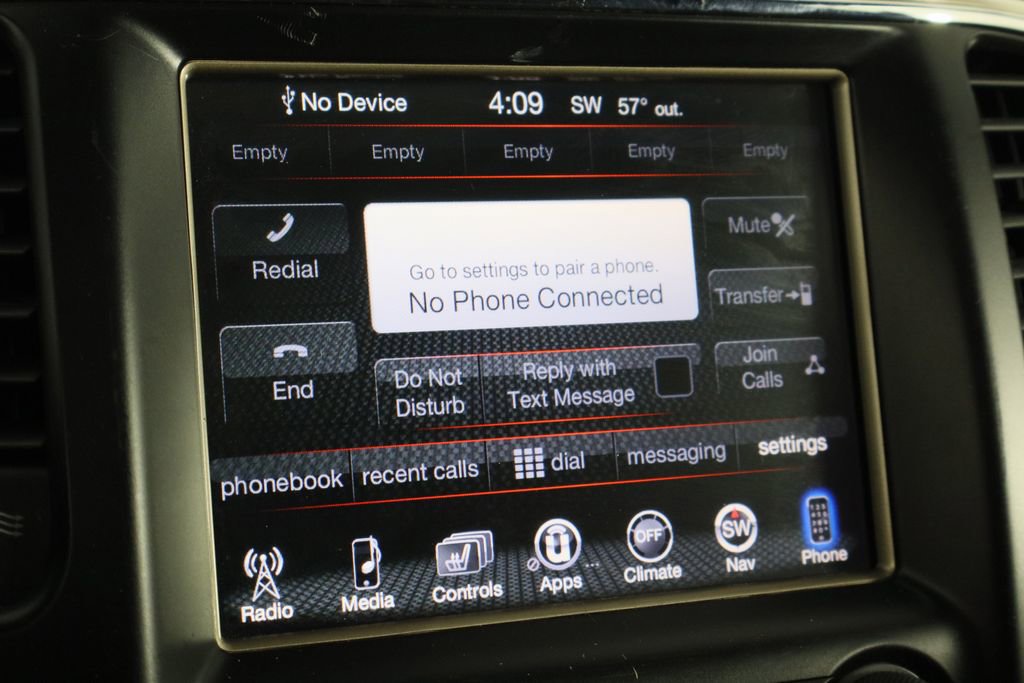 No Device 4:09 SW 57° out.
Empty Empty Empty Empty Empty
Redial
Go to settings to pair a phone.
No Phone Connected
Mute
Transfer
End
Do Not
Disturb
Reply with
Text Message
Join
Calls
phonebook recent calls dial messaging settings
OFF SW
Radio Media Controls Apps Climate Nav Phone